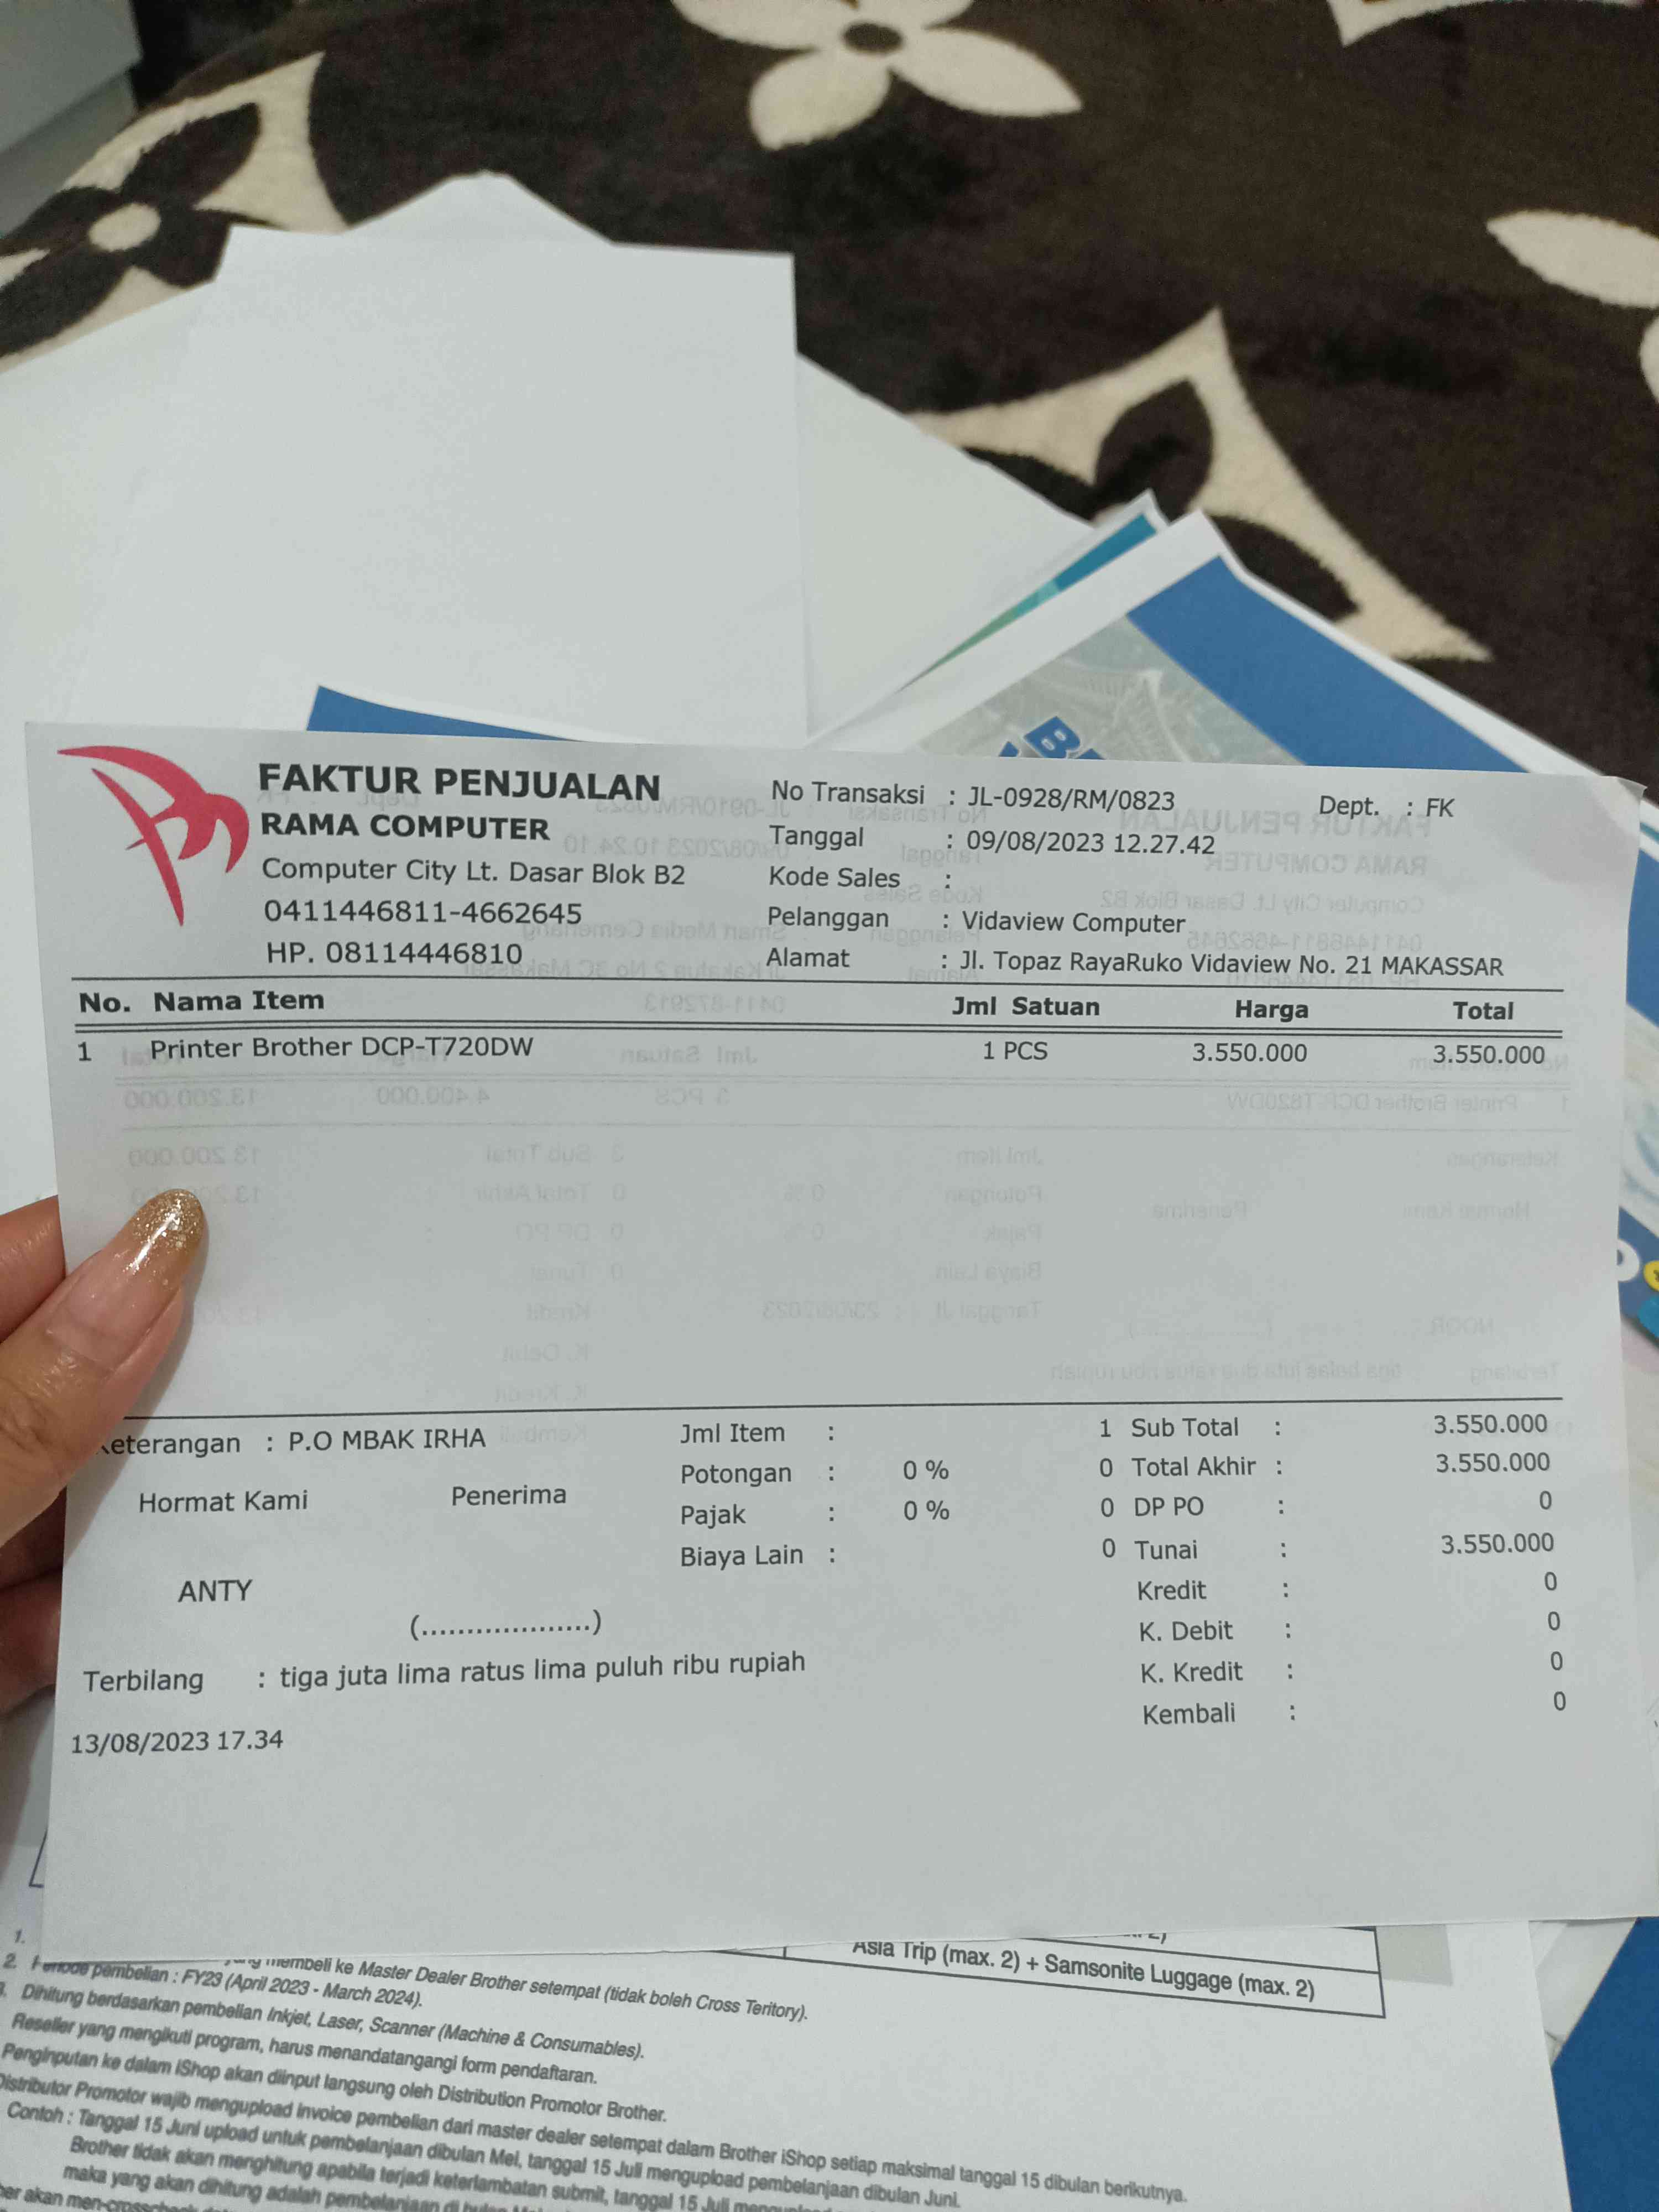 FAKTUR PENJUALAN
RAMA COMPUTER
Computer City Lt. Dasar Blok B2
0411446811-4662645
HP. 08114446810
No Transaksi : JL-0928/RM/0823
Dept. : FK
Tanggal : 09/08/2023 12.27.42
Kode Sales :
Pelanggan : Vidaview Computer
Alamat : Jl. Topaz RayaRuko Vidaview No. 21 MAKASSAR
No. Nama Item Jml Satuan Harga Total
1 Printer Brother DCP-T720DW 1 PCS 3.550.000 3.550.000
eterangan : P.O MBAK IRHA
Hormat Kami Penerima
ANTY
(....................)
Terbilang : tiga juta lima ratus lima puluh ribu rupiah
13/08/2023 17.34
Jml Item : 1
Potongan : 0 % 0
Pajak : 0 % 0
Biaya Lain : 0
Sub Total : 3.550.000
Total Akhir : 3.550.000
DP PO : 0
Tunai : 3.550.000
Kredit : 0
K. Debit : 0
K. Kredit : 0
Kembali : 0
Asia Trip (max. 2) + Samsonite Luggage (max. 2)
1.
2. membeli ke Master Dealer Brother setempat (tidak boleh Cross Teritory).
Periode pembelian : FY23 (April 2023 - March 2024).
Dihitung berdasarkan pembelian Inkjet, Laser, Scanner (Machine & Consumables).
Reseller yang mengikuti program, harus menandatangangi form pendaftaran.
Penginputan ke dalam iShop akan diinput langsung oleh Distribution Promotor Brother.
Distributor Promotor wajib mengupload invoice pembelian dari master dealer setempat dalam Brother iShop setiap maksimal tanggal 15 dibulan berikutnya.
Contoh : Tanggal 15 Juni upload untuk pembelanjaan dibulan Mei, tanggal 15 Juli mengupload pembelanjaan dibulan Juni.
Brother tidak akan menghitung apabila terjadi keterlambatan submit, tanggal 15 Juli
maka yang akan dihitung adalah pembelanjaan di bulan
akan